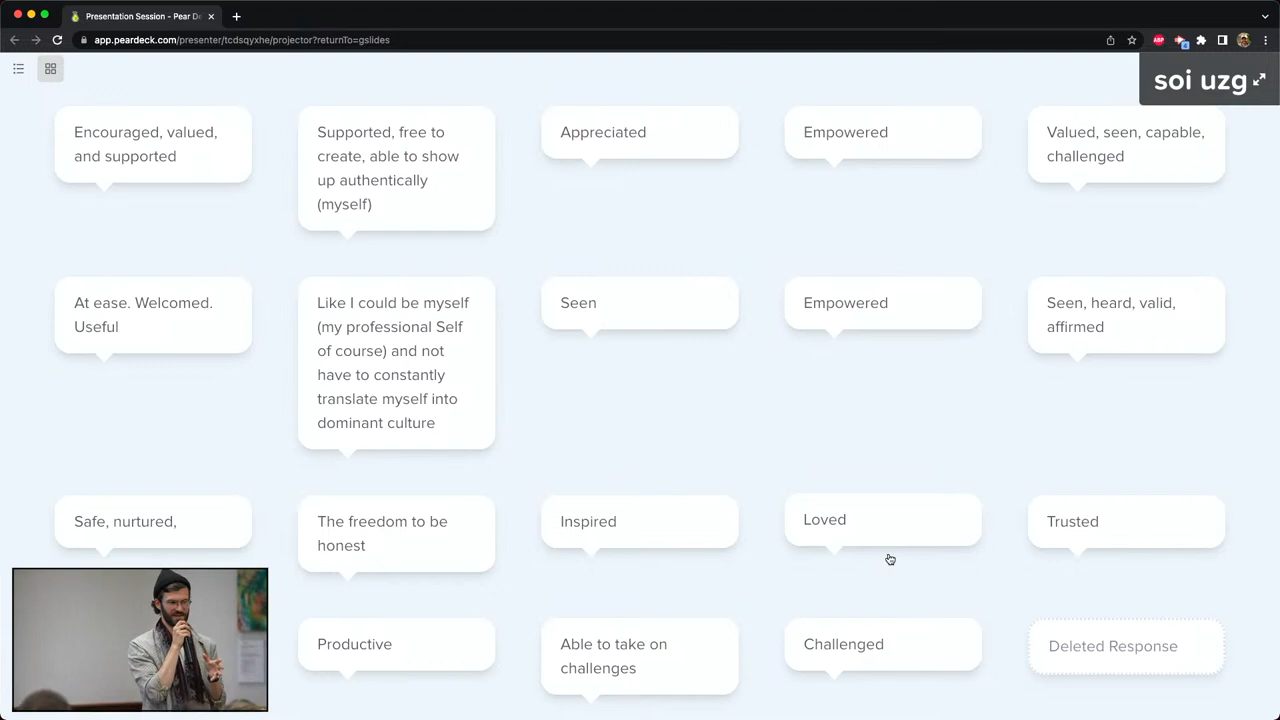 Presentation Session - Pear De
app.peardeck.com/presenter/tcdsqyxhe/projector?returnTo=gslides
ABP
4
soi uzg
Encouraged, valued,
and supported
Supported, free to
create, able to show
up authentically
(myself)
Appreciated
Empowered
Valued, seen, capable,
challenged
At ease. Welcomed.
Useful
Like I could be myself
(my professional Self
of course) and not
have to constantly
translate myself into
dominant culture
Seen
Empowered
Seen, heard, valid,
affirmed
Safe, nurtured,
The freedom to be
honest
Inspired
Loved
Trusted
Productive
Able to take on
challenges
Challenged
Deleted Response